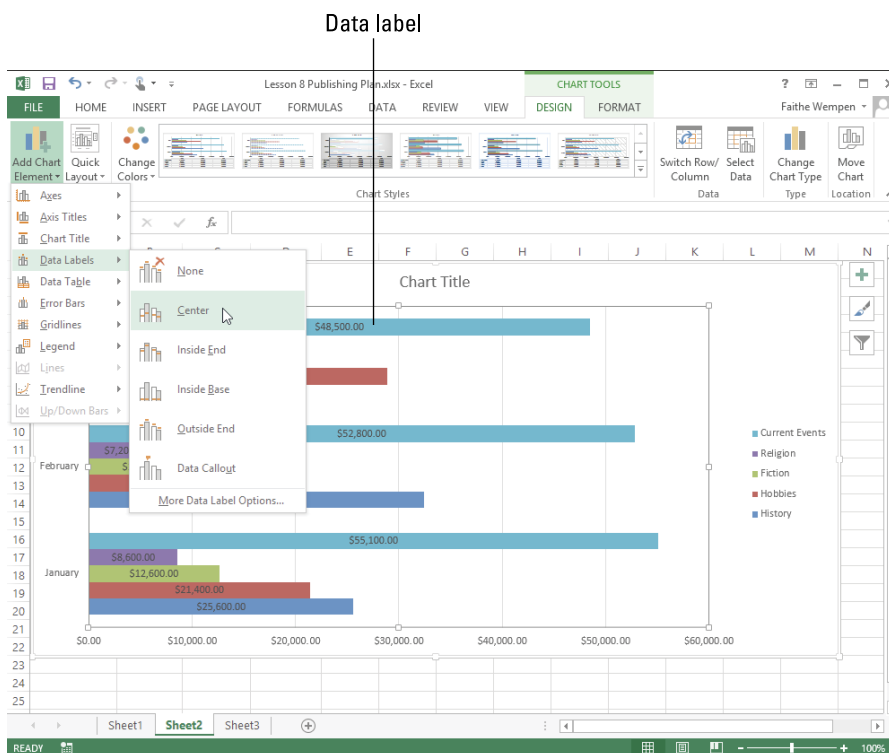 Data label
Lesson 8 Publishing Plan.xlsx - Excel
CHART TOOLS
?
FILE HOME INSERT PAGE LAYOUT FORMULAS DATA REVIEW VIEW DESIGN FORMAT
Faithe Wempen
Add Chart Element
Quick Layout
Change Colors
Switch Row/ Column
Select Data
Change Chart Type
Move Chart
Chart Styles
Data
Type
Location
Axes
Axis Titles
Chart Title
Data Labels
Data Table
Error Bars
Gridlines
Legend
Lines
Trendline
Up/Down Bars
fx
E F G H I J K L M N
None
Center
Inside End
Inside Base
Outside End
Data Callout
More Data Label Options...
Chart Title
$48,500.00
10
$52,800.00
Current Events
11
$7,20
Religion
12
February
$
Fiction
13
Hobbies
14
History
15
16
$55,100.00
17
$8,600.00
18
January
$12,600.00
19
$21,400.00
20
$25,600.00
21
22
$0.00 $10,000.00 $20,000.00 $30,000.00 $40,000.00 $50,000.00 $60,000.00
23
24
25
Sheet1 Sheet2 Sheet3
READY
100%